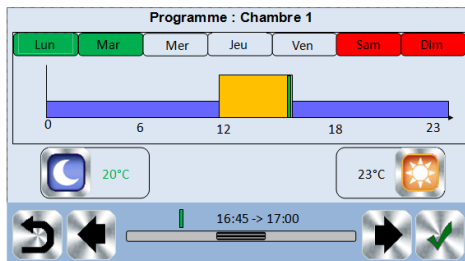 Programme : Chambre 1
Lun Mar Mer Jeu Ven Sam Dim
0 6 12 18 23
20°C 23°C
16:45 -> 17:00